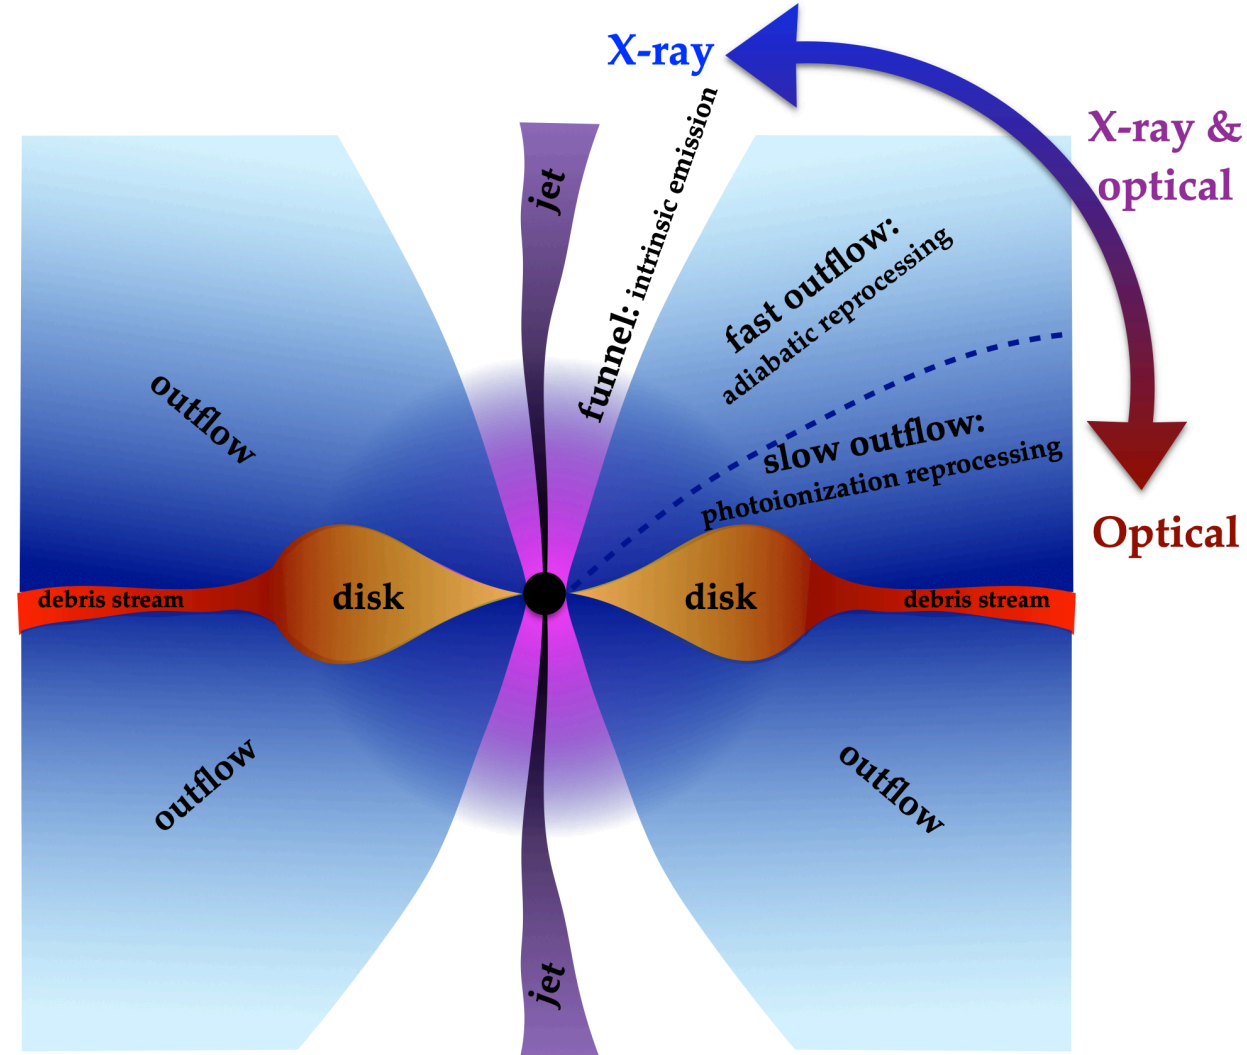 X-ray
X-ray &
optical
jet
funnel: intrinsic emission
fast outflow:
adiabatic reprocessing
outflow
slow outflow:
photoionization reprocessing
Optical
debris stream
disk
disk
debris stream
outflow
outflow
jet